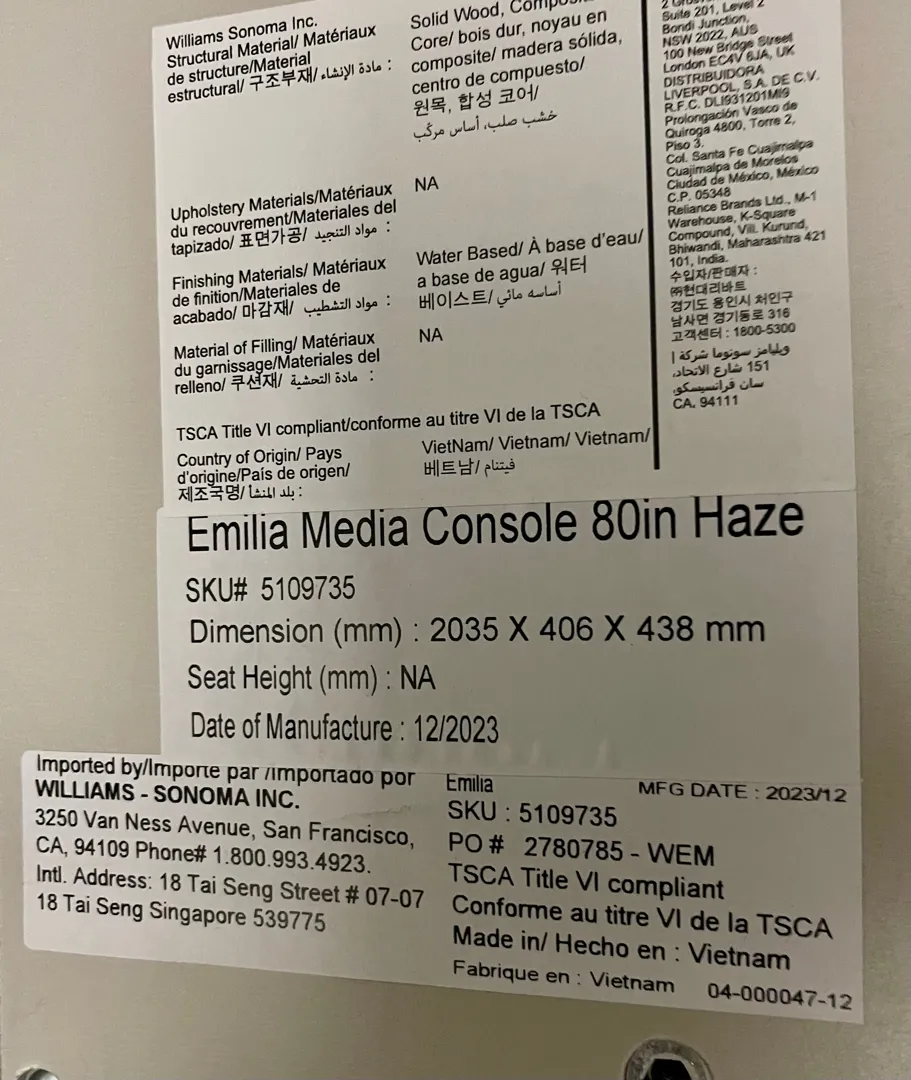 Williams Sonoma Inc.
Structural Material/ Matériaux
de structure/Material
estructural/ 구조부재/ مادة الإنشاء :
Solid Wood,
Core/ bois dur, noyau en
composite/ madera sólida,
centro de compuesto/
원목, 합성 코어/
خشب صلب، أساس مركّب
Upholstery Materials/Matériaux
du recouvrement/Materiales del
tapizado/ 표면가공/ مواد التنجيد :
NA
Finishing Materials/ Matériaux
de finition/Materiales de
acabado/ 마감재/ مواد التشطيب :
Water Based/ À base d'eau/
a base de agua/ 워터
베이스트/ أساسه مائي
Material of Filling/ Matériaux
du garnissage/Materiales del
relleno/ 쿠션재/ مادة التحشية :
NA
TSCA Title VI compliant/conforme au titre VI de la TSCA
Country of Origin/ Pays
d'origine/País de origen/
제조국명/ بلد المنشأ :
VietNam/ Vietnam/ Vietnam/
베트남/ فيتنام
Suite 201, Level 2
Bondi Junction,
NSW 2022, AUS
100 New Bridge Street
London EC4V 6JA, UK
DISTRIBUIDORA
LIVERPOOL, S.A. DE C.V.
R.F.C. DLI931201MI9
Prolongación Vasco de
Quiroga 4800, Torre 2,
Piso 3.
Col. Santa Fe Cuajimalpa
Cuajimalpa de Morelos
Ciudad de México, México
C.P. 05348
Reliance Brands Ltd., M-1
Warehouse, K-Square
Compound, Vill. Kurund,
Bhiwandi, Maharashtra 421
101, India.
수입자/판매자 :
㈜현대리바트
경기도 용인시 처인구
남사면 경기동로 316
고객센터 : 1800-5300
ويليامز سونوما شركة |
151 شارع الاتحاد،
سان فرانسيسكو،
CA, 94111
Emilia Media Console 80in Haze
SKU# 5109735
Dimension (mm) : 2035 X 406 X 438 mm
Seat Height (mm) : NA
Date of Manufacture : 12/2023
Imported by/Importe par /Importado por
WILLIAMS - SONOMA INC.
3250 Van Ness Avenue, San Francisco,
CA, 94109 Phone# 1.800.993.4923.
Intl. Address: 18 Tai Seng Street # 07-07
18 Tai Seng Singapore 539775
Emilia
MFG DATE : 2023/12
SKU : 5109735
PO # 2780785 - WEM
TSCA Title VI compliant
Conforme au titre VI de la TSCA
Made in/ Hecho en : Vietnam
Fabrique en : Vietnam
04-000047-12